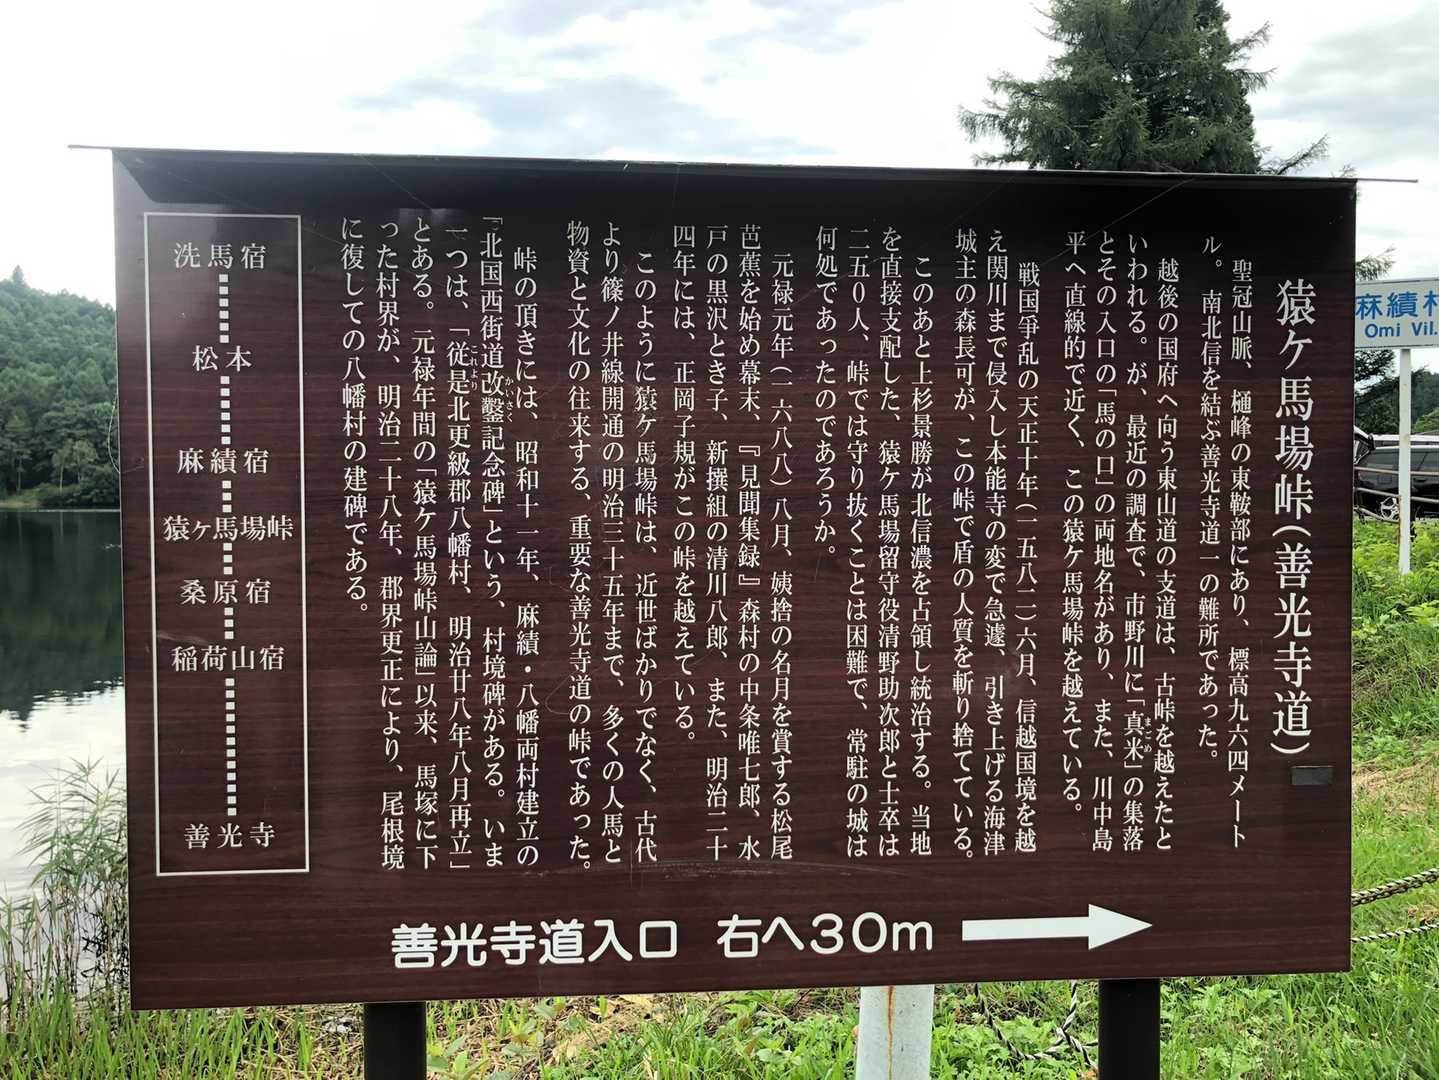 猿ケ馬場峠(善光寺道)
聖冠山脈、樋峰の東鞍部にあり、標高九六四メート
ル。南北信を結ぶ善光寺道一の難所であった。
越後の国府へ向う東山道の支道は、古峠を越えたと
いわれる。が、最近の調査で、市野川に「真米」の集落
まごめ
とその入口の「馬の口」の両地名があり、また、川中島
平へ直線的で近く、この猿ケ馬場峠を越えている。
戦国争乱の天正十年(一五八二)六月、信越国境を越
え関川まで侵入し本能寺の変で急遽、引き上げる海津
城主の森長可が、この峠で盾の人質を斬り捨てている。
このあと上杉景勝が北信濃を占領し統治する。当地
を直接支配した、猿ケ馬場留守役清野助次郎と士卒は
二五0人、峠では守り抜くことは困難で、常駐の城は
何処であったのであろうか。
元禄元年(一六八八)八月、姨捨の名月を賞する松尾
芭蕉を始め幕末、『見聞集録』森村の中条唯七郎、水
戸の黒沢とき子、新撰組の清川八郎、また、明治二十
四年には、正岡子規がこの峠を越えている。
このように猿ケ馬場峠は、近世ばかりでなく、古代
より篠ノ井線開通の明治三十五年まで、多くの人馬と
物資と文化の往来する、重要な善光寺道の峠であった。
峠の頂きには、昭和十一年、麻績・八幡両村建立の
「北国西街道改鑿記念碑」という、村境碑がある。いま
かいさく
一つは、「従是北更級郡八幡村、明治廿八年八月再立」
これより
とある。元禄年間の「猿ケ馬場峠山論」以来、馬塚に下
った村界が、明治二十八年、郡界更正により、尾根境
に復しての八幡村の建碑である。
洗馬宿
松本
麻績宿
猿ヶ馬場峠
桑原宿
稲荷山宿
善光寺
善光寺道入口 右へ30m
麻績村
Omi Vil.